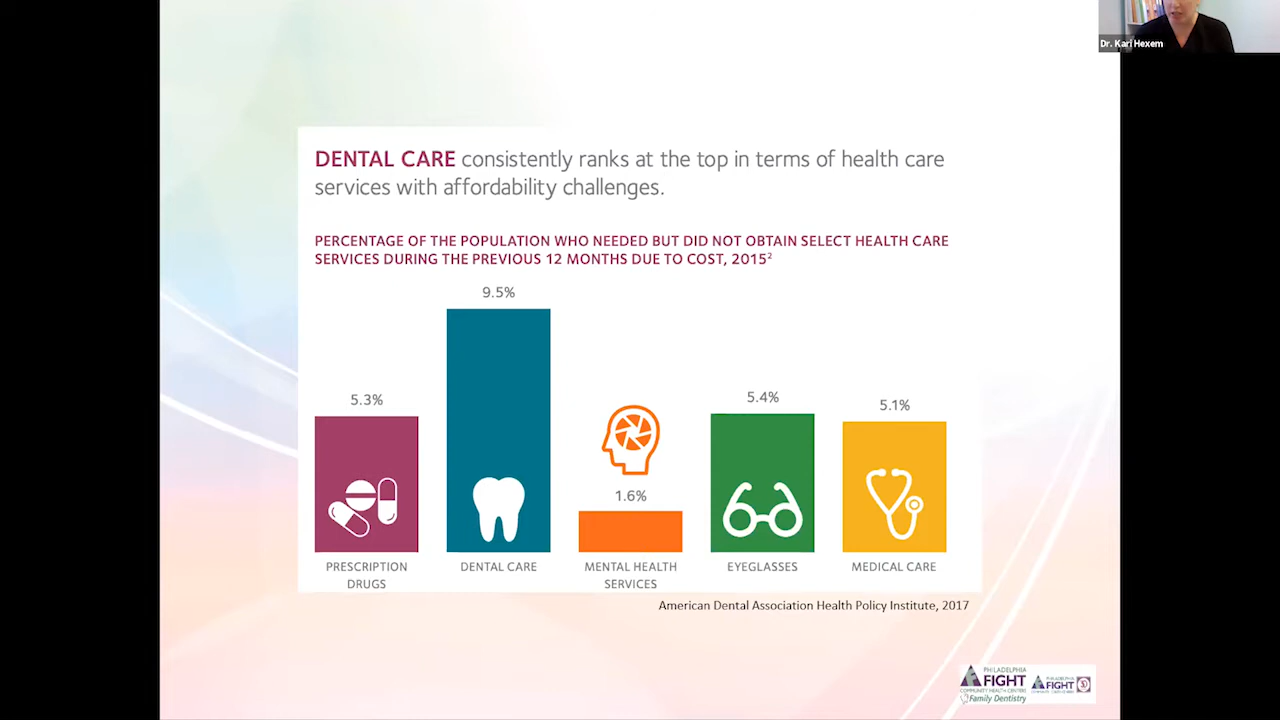 Dr. Kari Hexem
DENTAL CARE consistently ranks at the top in terms of health care
services with affordability challenges.
PERCENTAGE OF THE POPULATION WHO NEEDED BUT DID NOT OBTAIN SELECT HEALTH CARE
SERVICES DURING THE PREVIOUS 12 MONTHS DUE TO COST, 2015²
9.5%
5.3%
5.4%
5.1%
1.6%
PRESCRIPTION
DRUGS
DENTAL CARE
MENTAL HEALTH
SERVICES
EYEGLASSES
MEDICAL CARE
American Dental Association Health Policy Institute, 2017
PHILADELPHIA
FIGHT
COMMUNITY HEALTH CENTERS
Family Dentistry
PHILADELPHIA
FIGHT